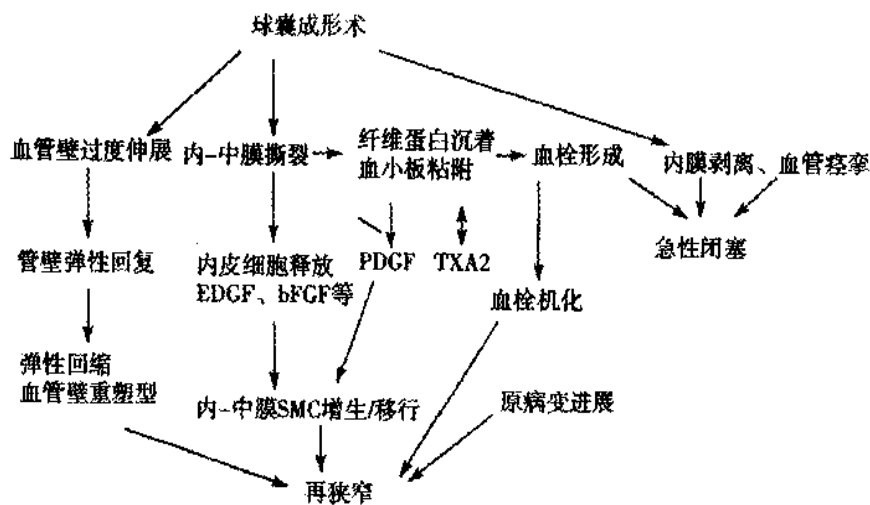 球囊成形术
血管壁过度伸展
内-中膜撕裂
纤维蛋白沉着
血小板粘附
血栓形成
内膜剥离、血管痉挛
管壁弹性回复
内皮细胞释放
EDGF、bFGF等
PDGF
TXA2
急性闭塞
血栓机化
弹性回缩
血管壁重塑型
内-中膜SMC增生/移行
原病变进展
再狭窄